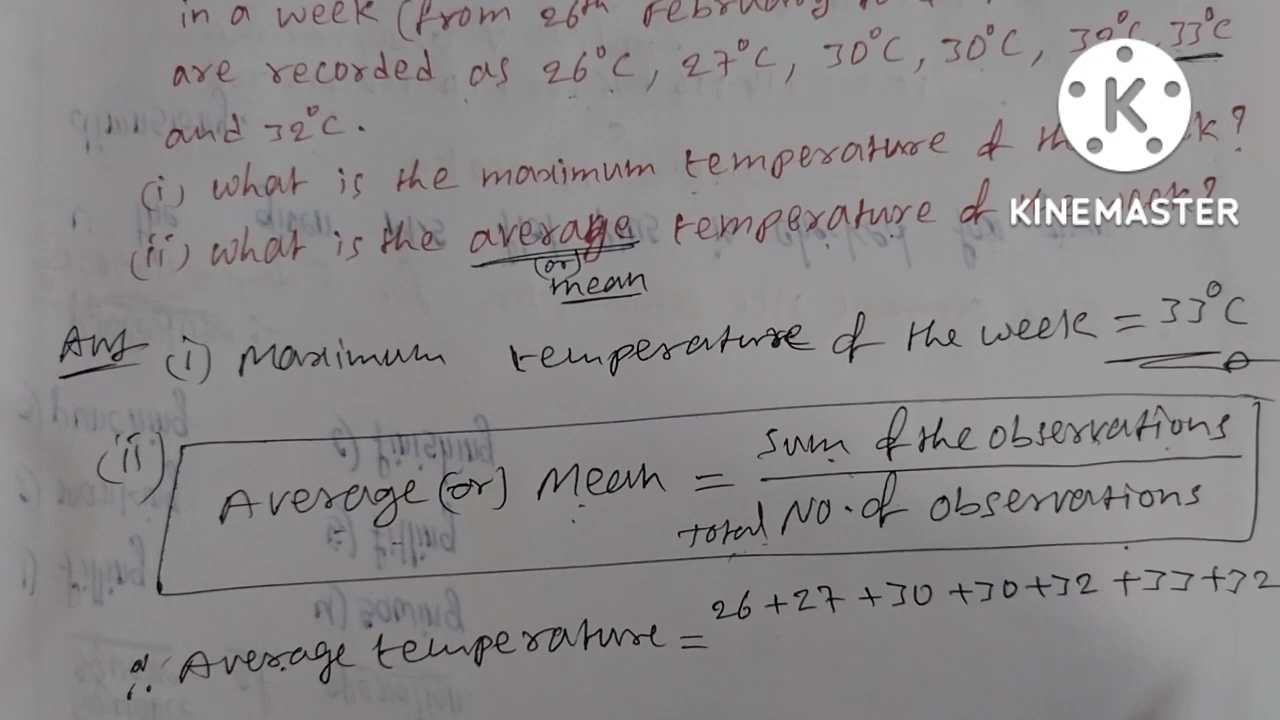 in a week (from 26th February
are recorded as 26°C, 27°C, 30°C, 30°C, 33°C
and 32°C.
(i) what is the maximum temperature of
(ii) what is the average temperature of
(or)
mean
Ans (i) Maximum temperature of the week = 33°C
(ii) Average (or) Mean = Sum of the observations
total No. of observations
∴ Average temperature = 26 + 27 + 30 + 30 + 32 + 33 + 32
K
KINEMASTER